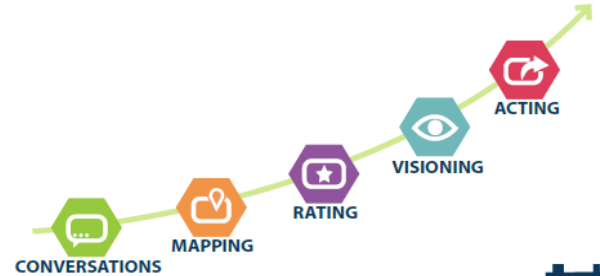 CONVERSATIONS
MAPPING
RATING
VISIONING
ACTING